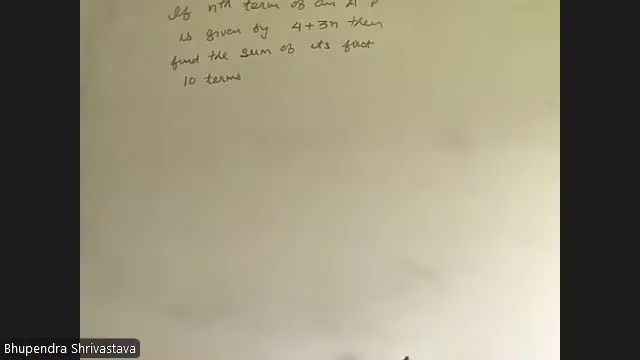 If nth term of an A P
is given by 4+3n then
find the sum of its first
10 terms
Bhupendra Shrivastava